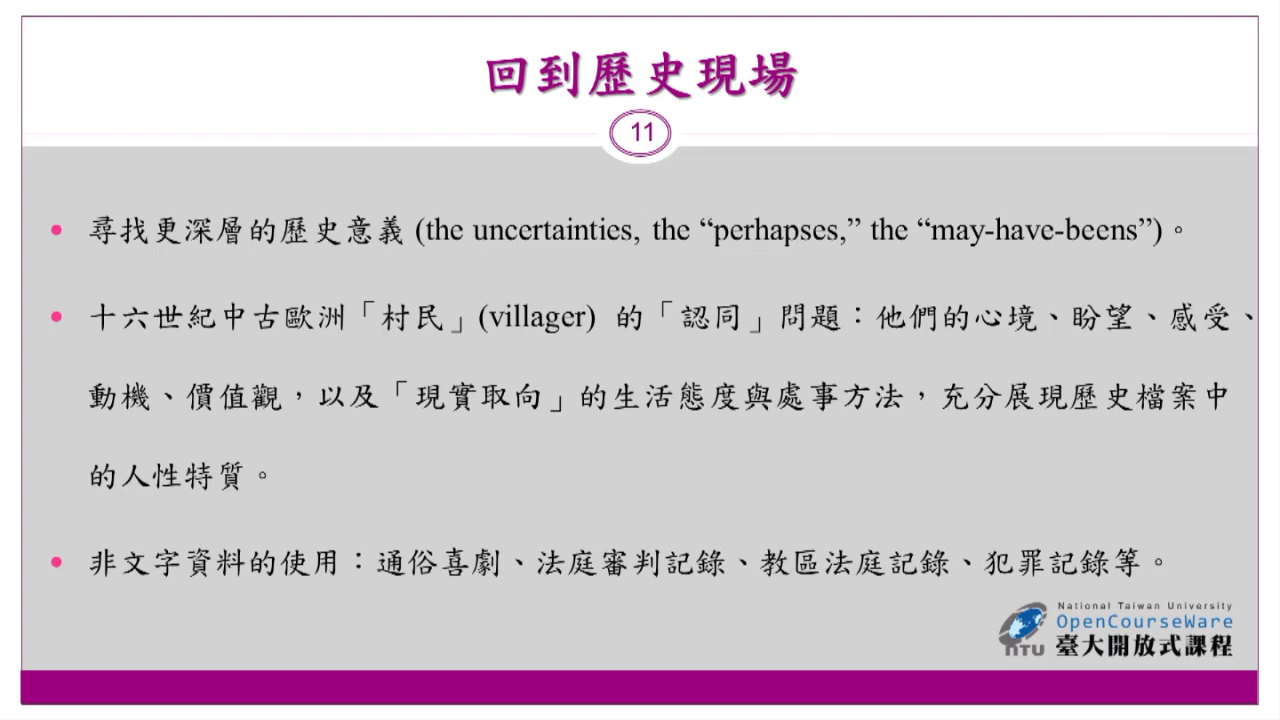 回到歷史現場
11
• 尋找更深層的歷史意義 (the uncertainties, the “perhapses,” the “may-have-beens”)。
• 十六世紀中古歐洲「村民」(villager) 的「認同」問題：他們的心境、盼望、感受、
動機、價值觀，以及「現實取向」的生活態度與處事方法，充分展現歷史檔案中
的人性特質。
• 非文字資料的使用：通俗喜劇、法庭審判記錄、教區法庭記錄、犯罪記錄等。
National Taiwan University
OpenCourseWare
NTU 臺大開放式課程